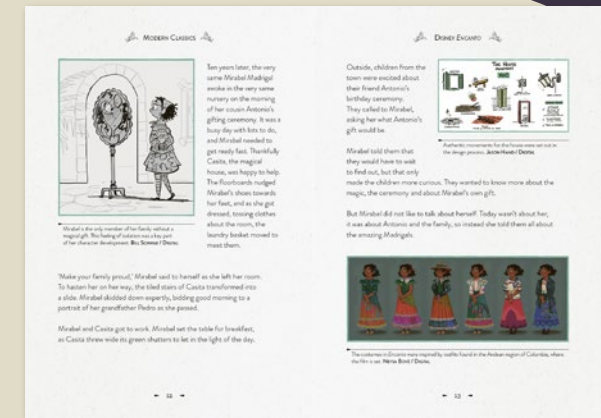 MODERN CLASSICS
Ten years later, the very
same Mirabel Madrigal
awoke in the very same
nursery on the morning
of her cousin Antonio's
gifting ceremony. It was a
busy day with lots to do,
and Mirabel needed to
get ready fast. Thankfully
Casita, the magical
house, was happy to help.
The floorboards nudged
Mirabel's shoes towards
her feet, and as she got
dressed, tossing clothes
about the room, the
laundry basket moved to
meet them.
Mirabel is the only member of her family without a
magical gift. This feeling of isolation was a key part
of her character development. BILL SCHWAB / DIGITAL
'Make your family proud,' Mirabel said to herself as she left her room.
To hasten her on her way, the tiled stairs of Casita transformed into
a slide. Mirabel skidded down expertly, bidding good morning to a
portrait of her grandfather Pedro as she passed.
Mirabel and Casita got to work. Mirabel set the table for breakfast,
as Casita threw wide its green shutters to let in the light of the day.
DISNEY ENCANTO
Outside, children from the
town were excited about
their friend Antonio's
birthday ceremony.
They called to Mirabel,
asking her what Antonio's
gift would be.
THE HOUSE
Authentic movements for the house were set out in
the design process. JASON HAND / DIGITAL
Mirabel told them that
they would have to wait
to find out, but that only
made the children more curious. They wanted to know more about the
magic, the ceremony and about Mirabel's own gift.
But Mirabel did not like to talk about herself. Today wasn't about her,
it was about Antonio and the family, so instead she told them all about
the amazing Madrigals.
The costumes in Encanto were inspired by outfits found in the Andean region of Colombia, where
the film is set. NEYSA BOVÉ / DIGITAL